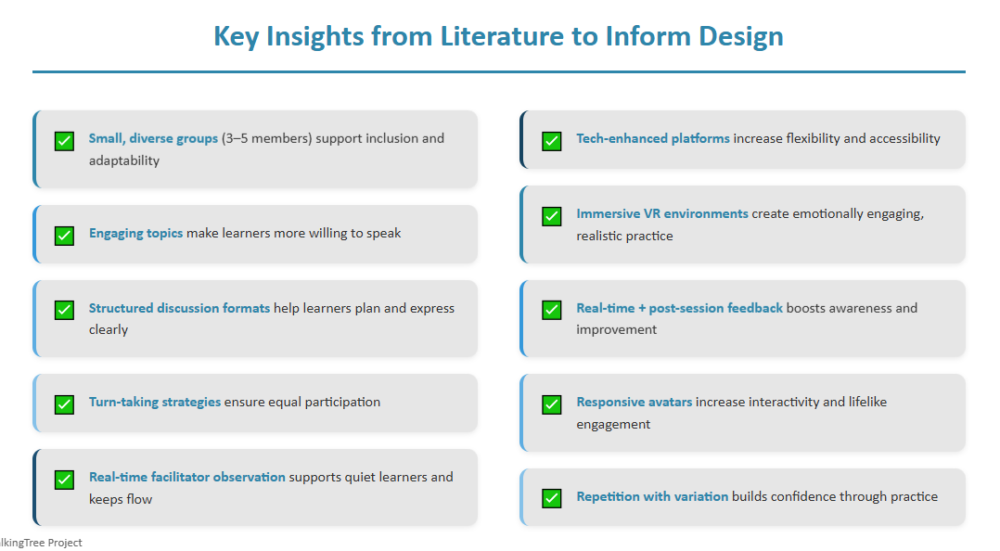 Key Insights from Literature to Inform Design
Small, diverse groups (3–5 members) support inclusion and
adaptability
Engaging topics make learners more willing to speak
Structured discussion formats help learners plan and express
clearly
Turn-taking strategies ensure equal participation
Real-time facilitator observation supports quiet learners and
keeps flow
Tech-enhanced platforms increase flexibility and accessibility
Immersive VR environments create emotionally engaging,
realistic practice
Real-time + post-session feedback boosts awareness and
improvement
Responsive avatars increase interactivity and lifelike
engagement
Repetition with variation builds confidence through practice
lkingTree Project